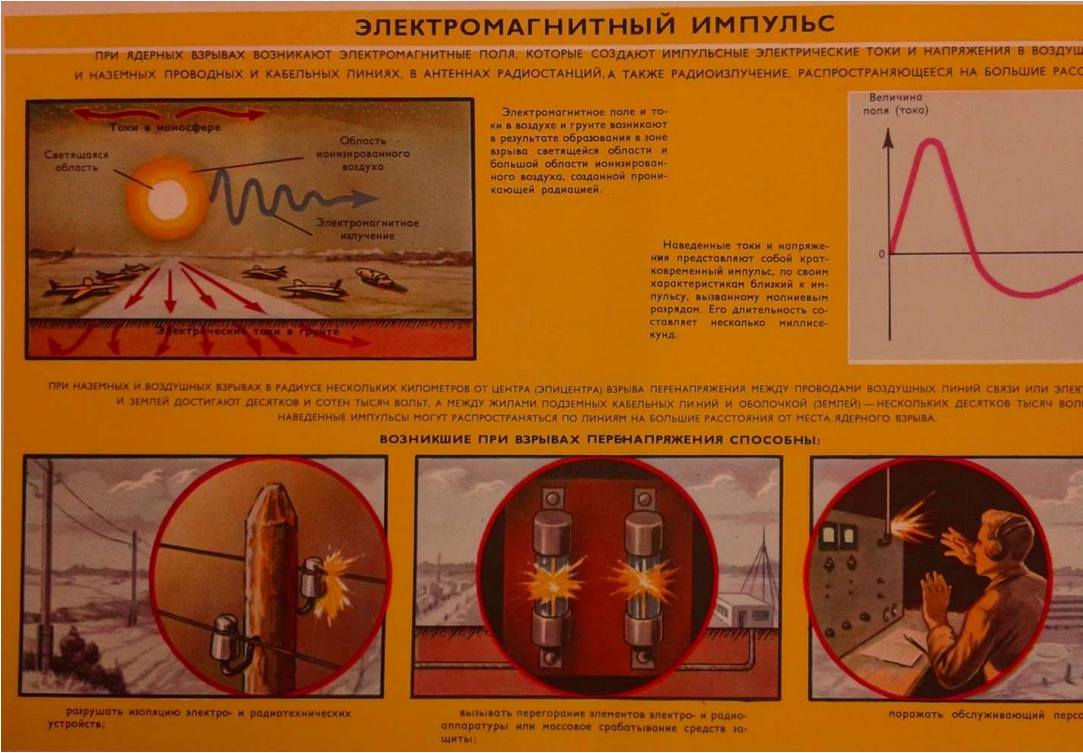 ЭЛЕКТРОМАГНИТНЫЙ ИМПУЛЬС
ПРИ ЯДЕРНЫХ ВЗРЫВАХ ВОЗНИКАЮТ ЭЛЕКТРОМАГНИТНЫЕ ПОЛЯ, КОТОРЫЕ СОЗДАЮТ ИМПУЛЬСНЫЕ ЭЛЕКТРИЧЕСКИЕ ТОКИ И НАПРЯЖЕНИЯ В ВОЗДУШ
И НАЗЕМНЫХ ПРОВОДНЫХ И КАБЕЛЬНЫХ ЛИНИЯХ, В АНТЕННАХ РАДИОСТАНЦИЙ, А ТАКЖЕ РАДИОИЗЛУЧЕНИЕ, РАСПРОСТРАНЯЮЩЕЕСЯ НА БОЛЬШИЕ РАСС
Токи в ионосфере
Светящаяся
область
Область
ионизированного
воздуха
Электромагнитное
излучение
Электрические токи в грунте
Электромагнитное поле и то-
ки в воздухе и грунте возникают
в результате образования в зоне
взрыва светящейся области и
большой области ионизирован-
ного воздуха, созданной прони-
кающей радиацией.
Величина
поля (тока)
0
Наведенные токи и напряже-
ния представляют собой крат-
ковременный импульс, по своим
характеристикам близкий к им-
пульсу, вызванному молниевым
разрядом. Его длительность со-
ставляет несколько миллисе-
кунд.
ПРИ НАЗЕМНЫХ И ВОЗДУШНЫХ ВЗРЫВАХ В РАДИУСЕ НЕСКОЛЬКИХ КИЛОМЕТРОВ ОТ ЦЕНТРА (ЭПИЦЕНТРА) ВЗРЫВА ПЕРЕНАПРЯЖЕНИЯ МЕЖДУ ПРОВОДАМИ ВОЗДУШНЫХ ЛИНИЙ СВЯЗИ ИЛИ ЭЛЕКТ
И ЗЕМЛЕЙ ДОСТИГАЮТ ДЕСЯТКОВ И СОТЕН ТЫСЯЧ ВОЛЬТ, А МЕЖДУ ЖИЛАМИ ПОДЗЕМНЫХ КАБЕЛЬНЫХ ЛИНИЙ И ОБОЛОЧКОЙ (ЗЕМЛЕЙ) — НЕСКОЛЬКИХ ДЕСЯТКОВ ТЫСЯЧ ВОЛ
НАВЕДЕННЫЕ ИМПУЛЬСЫ МОГУТ РАСПРОСТРАНЯТЬСЯ ПО ЛИНИЯМ НА БОЛЬШИЕ РАССТОЯНИЯ ОТ МЕСТА ЯДЕРНОГО ВЗРЫВА.
ВОЗНИКШИЕ ПРИ ВЗРЫВАХ ПЕРЕНАПРЯЖЕНИЯ СПОСОБНЫ:
разрушать изоляцию электро- и радиотехнических
устройств;
вызывать перегорание элементов электро- и радио-
аппаратуры или массовое срабатывание средств за-
щиты;
поражать обслуживающий персо